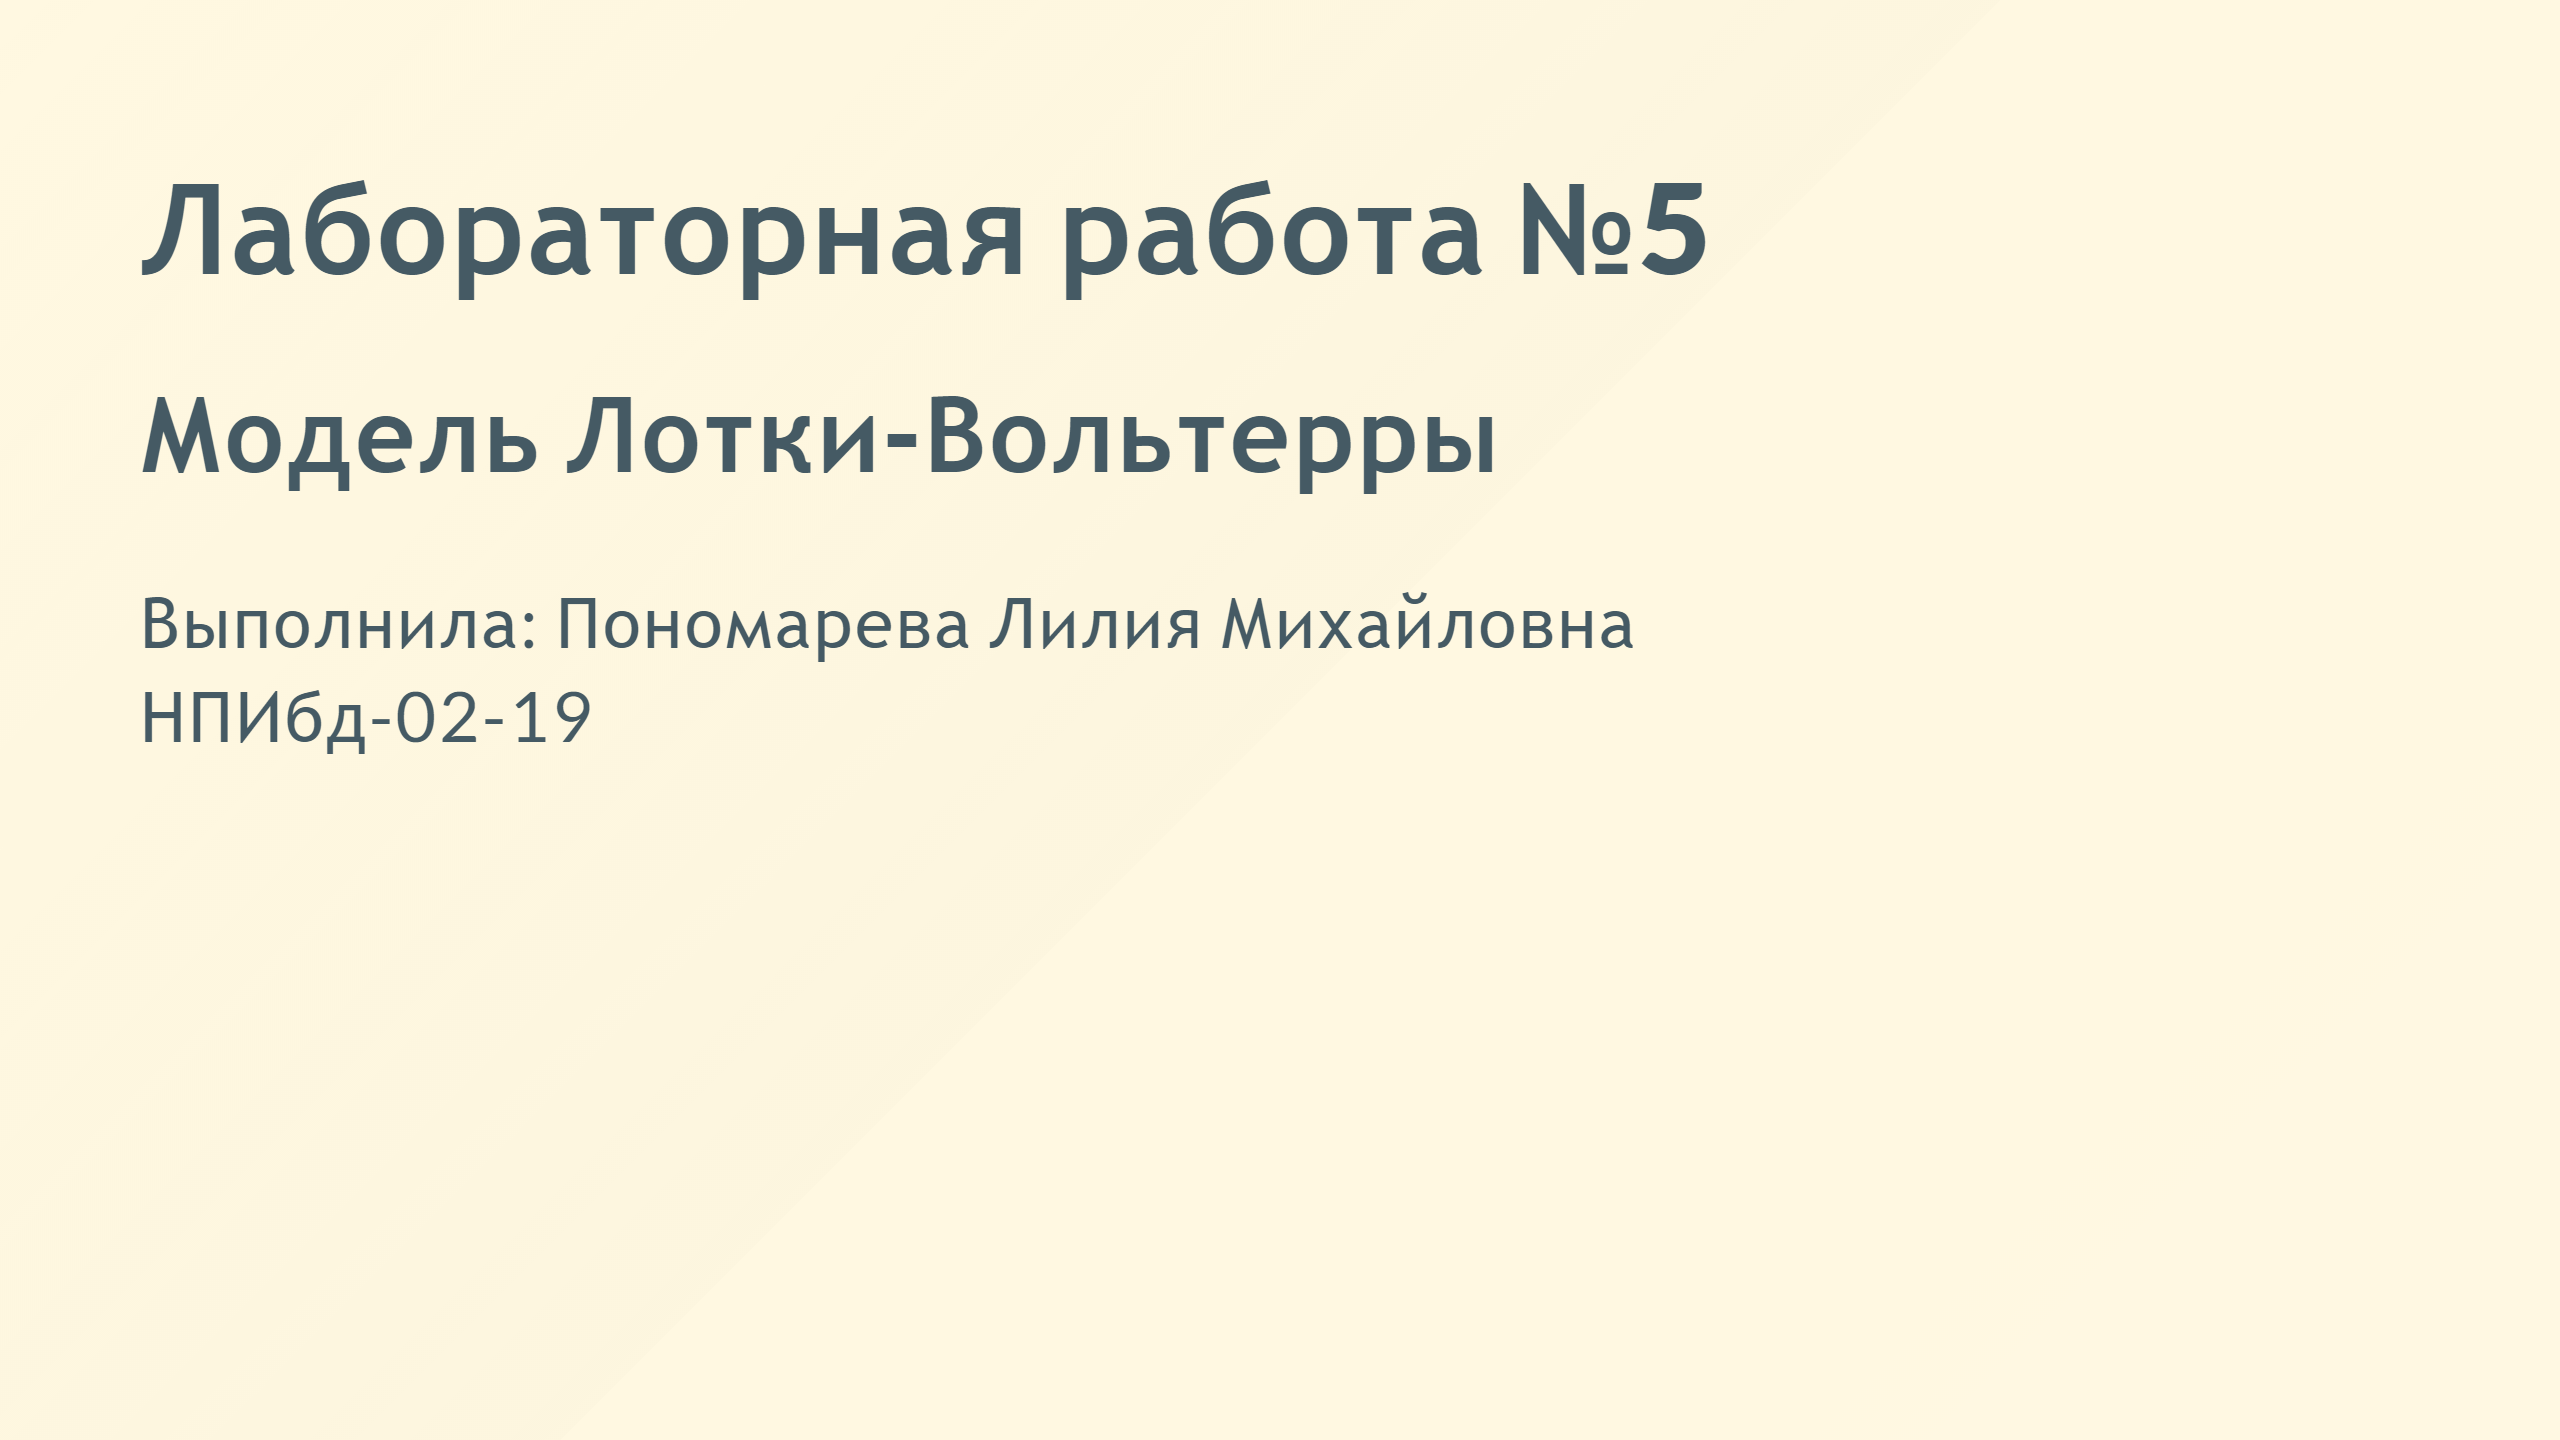 Лабораторная работа №5
Модель Лотки-Вольтерры
Выполнила: Пономарева Лилия Михайловна
НПИбд-02-19